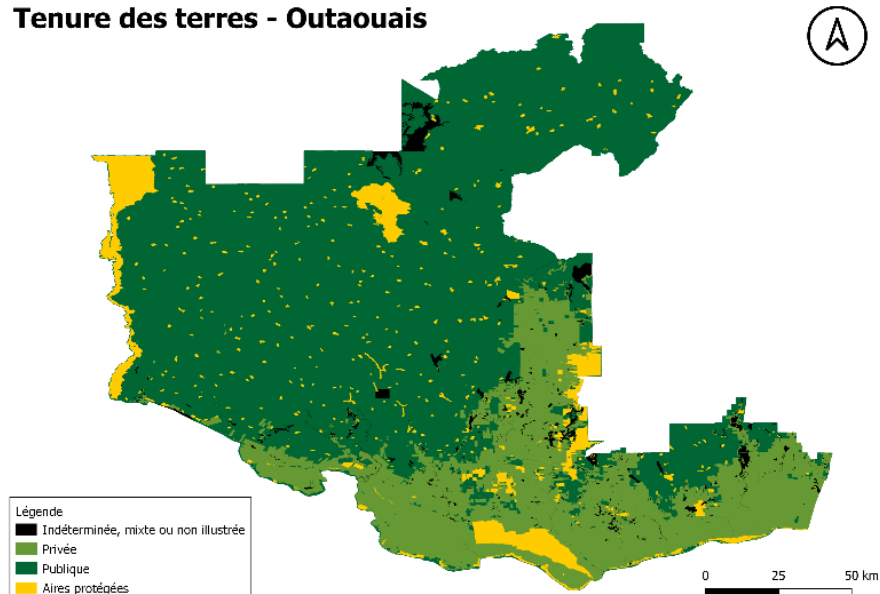 Tenure des terres - Outaouais
Légende
Indéterminée, mixte ou non illustrée
Privée
Publique
Aires protégées
0 25 50 km